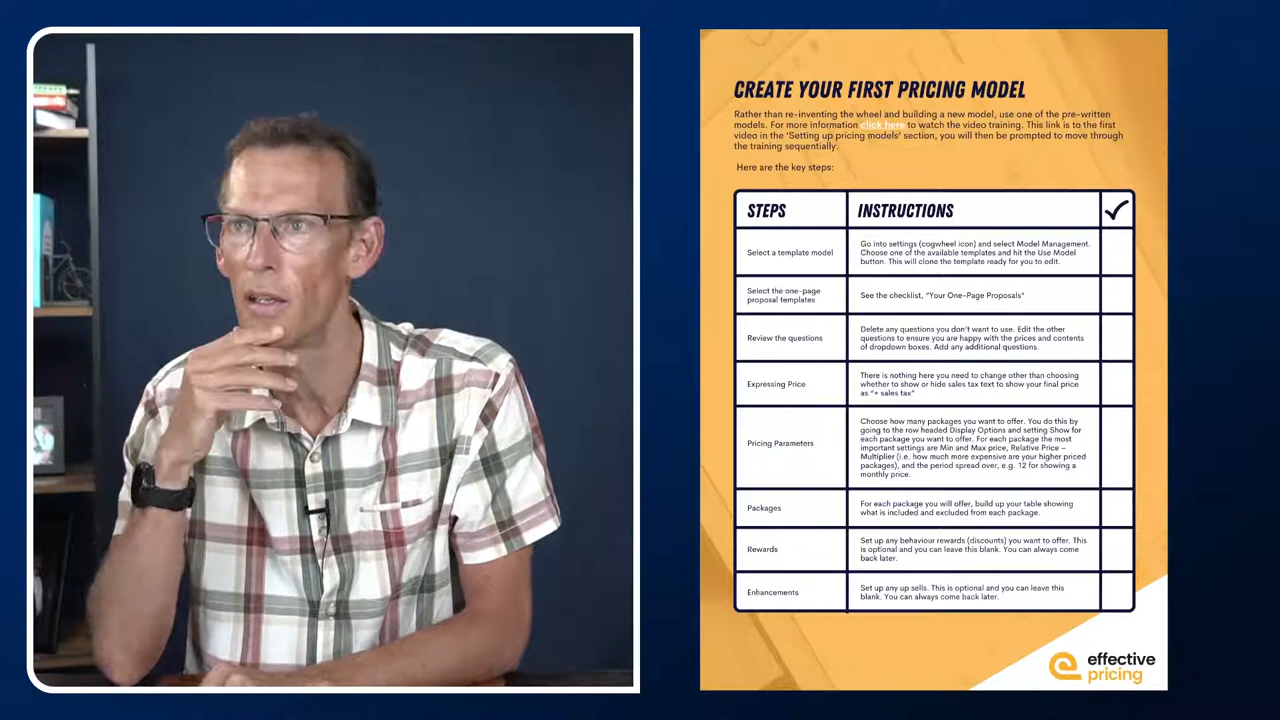 CREATE YOUR FIRST PRICING MODEL
Rather than re-inventing the wheel and building a new model, use one of the pre-written
models. For more information click here to watch the video training. This link is to the first
video in the ‘Setting up pricing models’ section, you will then be prompted to move through
the training sequentially.
Here are the key steps:
STEPS
INSTRUCTIONS
Select a template model
Go into settings (cogwheel icon) and select Model Management.
Choose one of the available templates and hit the Use Model
button. This will clone the template ready for you to edit.
Select the one-page
proposal templates
See the checklist, “Your One-Page Proposals”
Review the questions
Delete any questions you don’t want to use. Edit the other
questions to ensure you are happy with the prices and contents
of dropdown boxes. Add any additional questions.
Expressing Price
There is nothing here you need to change other than choosing
whether to show or hide sales tax text to show your final price
as “+ sales tax”
Pricing Parameters
Choose how many packages you want to offer. You do this by
going to the row headed Display Options and setting Show for
each package you want to offer. For each package the most
important settings are Min and Max price, Relative Price –
Multiplier (i.e. how much more expensive are your higher priced
packages), and the period spread over, e.g. 12 for showing a
monthly price.
Packages
For each package you will offer, build up your table showing
what is included and excluded from each package.
Rewards
Set up any behaviour rewards (discounts) you want to offer. This
is optional and you can leave this blank. You can always come
back later.
Enhancements
Set up any up sells. This is optional and you can leave this
blank. You can always come back later.
effective
pricing